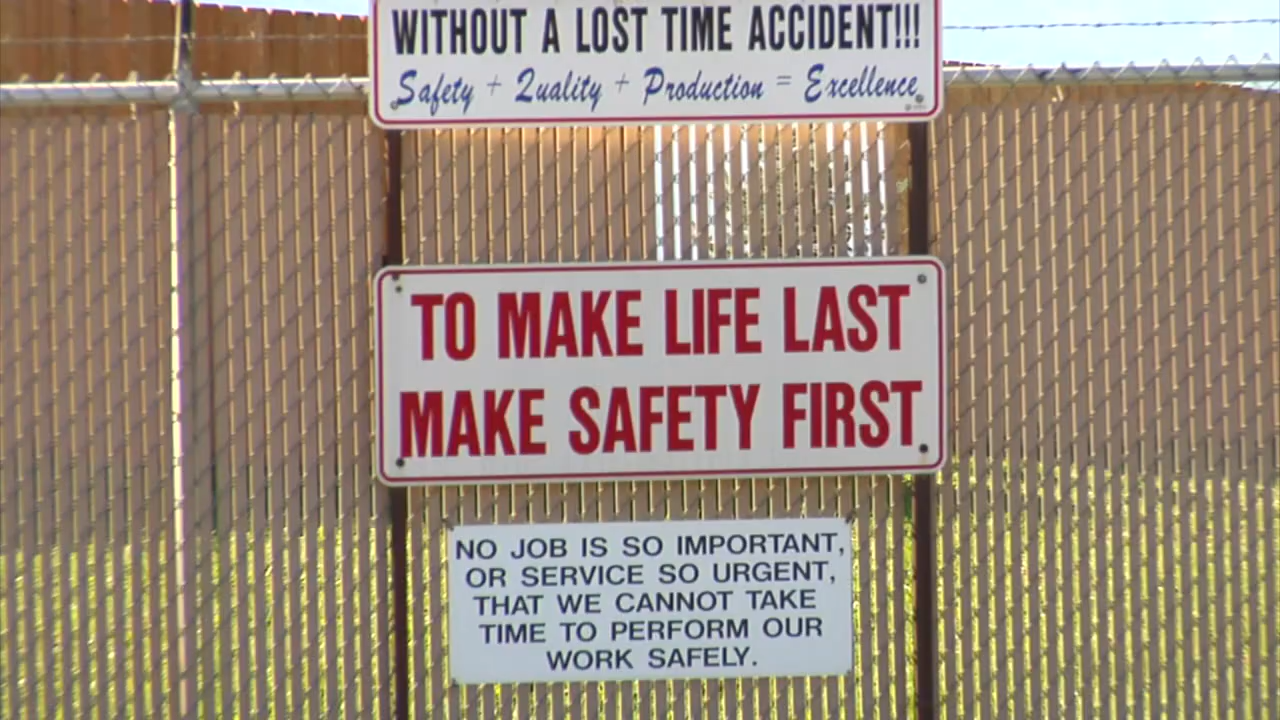 WITHOUT A LOST TIME ACCIDENT!!!
Safety + Quality + Production = Excellence
TO MAKE LIFE LAST
MAKE SAFETY FIRST
NO JOB IS SO IMPORTANT,
OR SERVICE SO URGENT,
THAT WE CANNOT TAKE
TIME TO PERFORM OUR
WORK SAFELY.